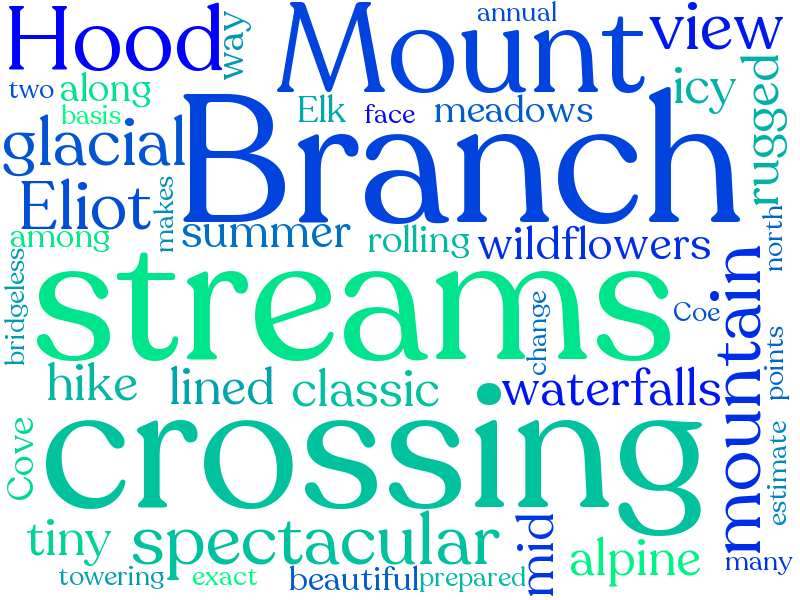 Hood
way
Mount
annual
view
two
along
basis
Elk
face
meadows
icy
rugged
glacial
Branch
Eliot
makes
among
summer
rolling
wildflowers
north
bridgeless
streams
change
Coe
mountain
points
hike
lined
classic
waterfalls
Cove
crossing
estimate
tiny
spectacular
mid
alpine
many
towering
exact
beautiful
prepared